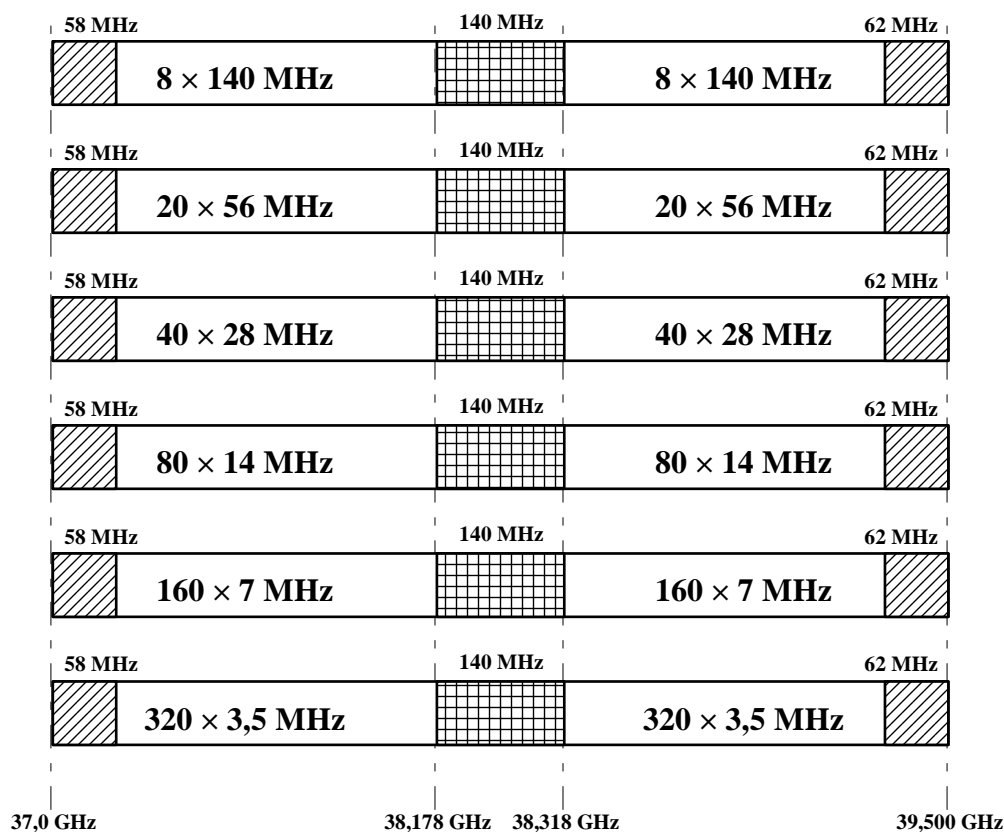 58 MHz 140 MHz 62 MHz
8 × 140 MHz 8 × 140 MHz
58 MHz 140 MHz 62 MHz
20 × 56 MHz 20 × 56 MHz
58 MHz 140 MHz 62 MHz
40 × 28 MHz 40 × 28 MHz
58 MHz 140 MHz 62 MHz
80 × 14 MHz 80 × 14 MHz
58 MHz 140 MHz 62 MHz
160 × 7 MHz 160 × 7 MHz
58 MHz 140 MHz 62 MHz
320 × 3,5 MHz 320 × 3,5 MHz
37,0 GHz 38,178 GHz 38,318 GHz 39,500 GHz